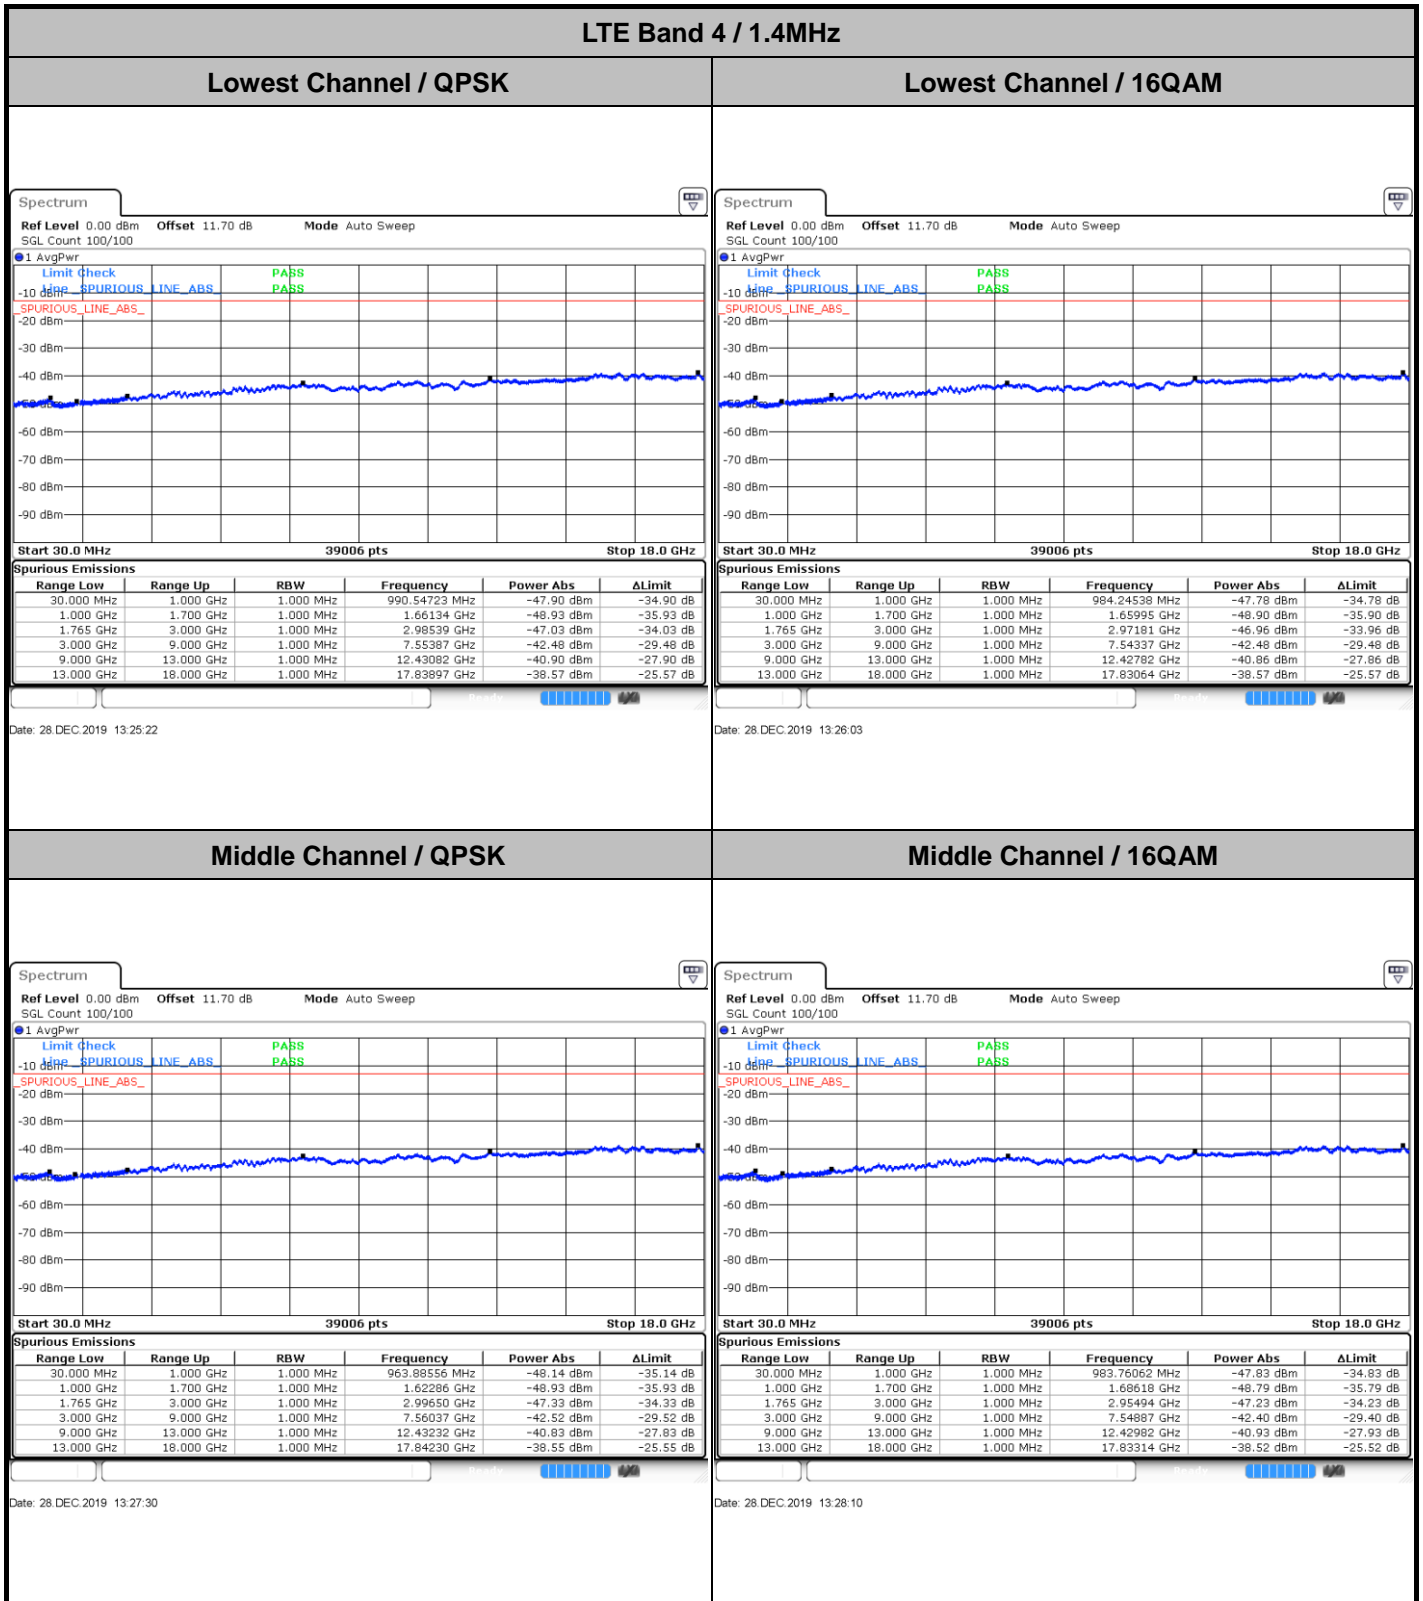 LTE Band 4 / 1.4MHz
Lowest Channel / QPSK
Lowest Channel / 16QAM
Spectrum
Ref Level 0.00 dBm Offset 11.70 dB Mode Auto Sweep
SGL Count 100/100
1 AvgPwr
Limit Check PASS
Line _SPURIOUS_LINE_ABS_ PASS
-10 dBm
_SPURIOUS_LINE_ABS_
-20 dBm
-30 dBm
-40 dBm
-50 dBm
-60 dBm
-70 dBm
-80 dBm
-90 dBm
Start 30.0 MHz 39006 pts Stop 18.0 GHz
Spurious Emissions
Range Low Range Up RBW Frequency Power Abs ΔLimit
30.000 MHz 1.000 GHz 1.000 MHz 990.54723 MHz -47.90 dBm -34.90 dB
1.000 GHz 1.700 GHz 1.000 MHz 1.66134 GHz -48.93 dBm -35.93 dB
1.765 GHz 3.000 GHz 1.000 MHz 2.98539 GHz -47.03 dBm -34.03 dB
3.000 GHz 9.000 GHz 1.000 MHz 7.55387 GHz -42.48 dBm -29.48 dB
9.000 GHz 13.000 GHz 1.000 MHz 12.43082 GHz -40.90 dBm -27.90 dB
13.000 GHz 18.000 GHz 1.000 MHz 17.83897 GHz -38.57 dBm -25.57 dB
Ready
Date: 28.DEC.2019 13:25:22
Spectrum
Ref Level 0.00 dBm Offset 11.70 dB Mode Auto Sweep
SGL Count 100/100
1 AvgPwr
Limit Check PASS
Line _SPURIOUS_LINE_ABS_ PASS
-10 dBm
_SPURIOUS_LINE_ABS_
-20 dBm
-30 dBm
-40 dBm
-50 dBm
-60 dBm
-70 dBm
-80 dBm
-90 dBm
Start 30.0 MHz 39006 pts Stop 18.0 GHz
Spurious Emissions
Range Low Range Up RBW Frequency Power Abs ΔLimit
30.000 MHz 1.000 GHz 1.000 MHz 984.24538 MHz -47.78 dBm -34.78 dB
1.000 GHz 1.700 GHz 1.000 MHz 1.65995 GHz -48.90 dBm -35.90 dB
1.765 GHz 3.000 GHz 1.000 MHz 2.97181 GHz -46.96 dBm -33.96 dB
3.000 GHz 9.000 GHz 1.000 MHz 7.54337 GHz -42.48 dBm -29.48 dB
9.000 GHz 13.000 GHz 1.000 MHz 12.42782 GHz -40.86 dBm -27.86 dB
13.000 GHz 18.000 GHz 1.000 MHz 17.83064 GHz -38.57 dBm -25.57 dB
Ready
Date: 28.DEC.2019 13:26:03
Middle Channel / QPSK
Middle Channel / 16QAM
Spectrum
Ref Level 0.00 dBm Offset 11.70 dB Mode Auto Sweep
SGL Count 100/100
1 AvgPwr
Limit Check PASS
Line _SPURIOUS_LINE_ABS_ PASS
-10 dBm
_SPURIOUS_LINE_ABS_
-20 dBm
-30 dBm
-40 dBm
-50 dBm
-60 dBm
-70 dBm
-80 dBm
-90 dBm
Start 30.0 MHz 39006 pts Stop 18.0 GHz
Spurious Emissions
Range Low Range Up RBW Frequency Power Abs ΔLimit
30.000 MHz 1.000 GHz 1.000 MHz 963.88556 MHz -48.14 dBm -35.14 dB
1.000 GHz 1.700 GHz 1.000 MHz 1.62286 GHz -48.93 dBm -35.93 dB
1.765 GHz 3.000 GHz 1.000 MHz 2.99650 GHz -47.33 dBm -34.33 dB
3.000 GHz 9.000 GHz 1.000 MHz 7.56037 GHz -42.52 dBm -29.52 dB
9.000 GHz 13.000 GHz 1.000 MHz 12.43232 GHz -40.83 dBm -27.83 dB
13.000 GHz 18.000 GHz 1.000 MHz 17.84230 GHz -38.55 dBm -25.55 dB
Ready
Date: 28.DEC.2019 13:27:30
Spectrum
Ref Level 0.00 dBm Offset 11.70 dB Mode Auto Sweep
SGL Count 100/100
1 AvgPwr
Limit Check PASS
Line _SPURIOUS_LINE_ABS_ PASS
-10 dBm
_SPURIOUS_LINE_ABS_
-20 dBm
-30 dBm
-40 dBm
-50 dBm
-60 dBm
-70 dBm
-80 dBm
-90 dBm
Start 30.0 MHz 39006 pts Stop 18.0 GHz
Spurious Emissions
Range Low Range Up RBW Frequency Power Abs ΔLimit
30.000 MHz 1.000 GHz 1.000 MHz 983.76062 MHz -47.83 dBm -34.83 dB
1.000 GHz 1.700 GHz 1.000 MHz 1.68618 GHz -48.79 dBm -35.79 dB
1.765 GHz 3.000 GHz 1.000 MHz 2.95494 GHz -47.23 dBm -34.23 dB
3.000 GHz 9.000 GHz 1.000 MHz 7.54887 GHz -42.40 dBm -29.40 dB
9.000 GHz 13.000 GHz 1.000 MHz 12.42982 GHz -40.93 dBm -27.93 dB
13.000 GHz 18.000 GHz 1.000 MHz 17.83314 GHz -38.52 dBm -25.52 dB
Ready
Date: 28.DEC.2019 13:28:10